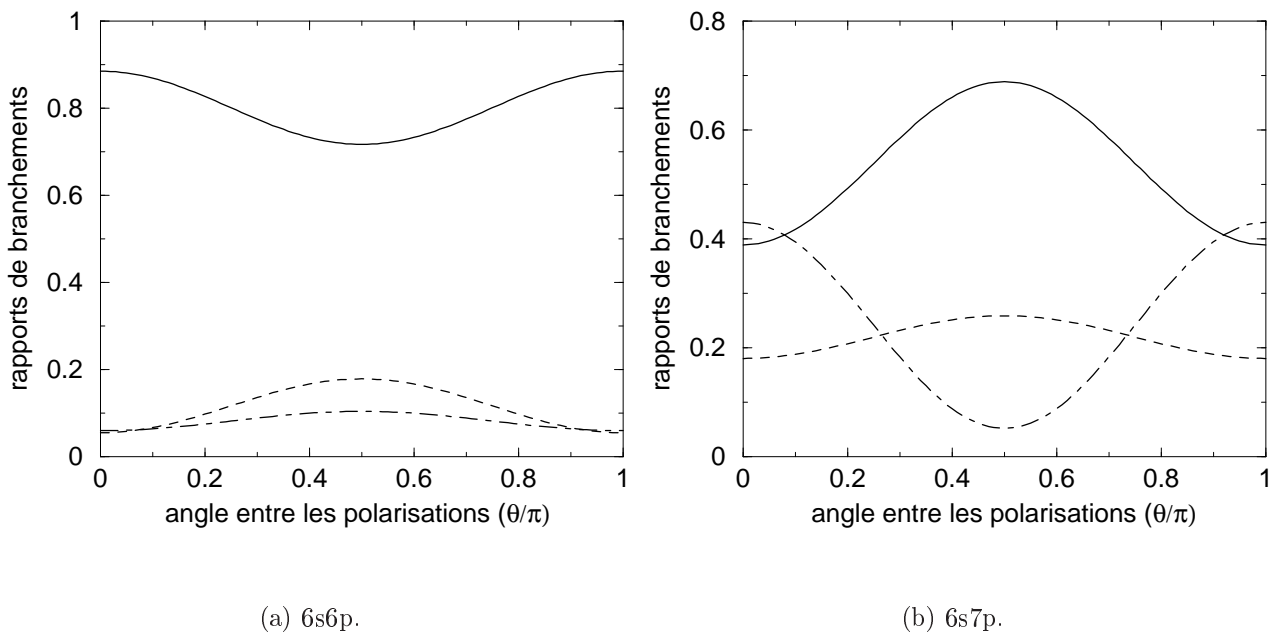 1
0.8
0.6
0.4
0.2
0
0 0.2 0.4 0.6 0.8 1
rapports de branchements
angle entre les polarisations (θ/π)
(a) 6s6p.
0.8
0.6
0.4
0.2
0
0 0.2 0.4 0.6 0.8 1
rapports de branchements
angle entre les polarisations (θ/π)
(b) 6s7p.